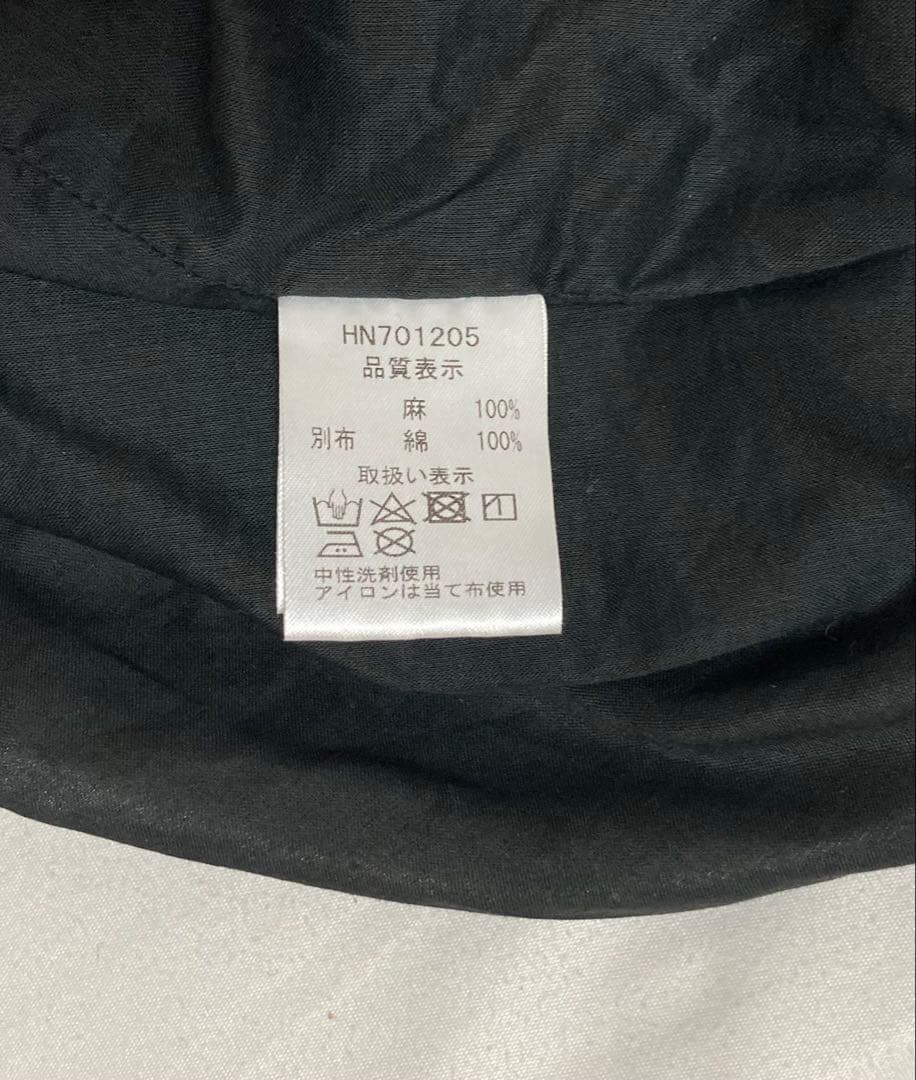 HN701205
品質表示
麻 100%
別布 綿 100%
取扱い表示
中性洗剤使用
アイロンは当て布使用